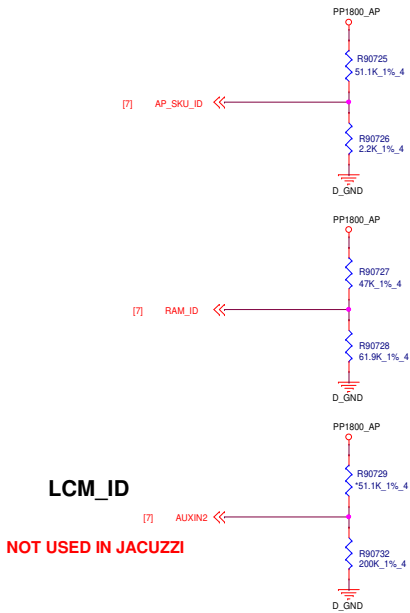 PP1800_AP
R90725
51.1K_1%_4
[7] AP_SKU_ID
R90726
2.2K_1%_4
D_GND
PP1800_AP
R90727
47K_1%_4
[7] RAM_ID
R90728
61.9K_1%_4
D_GND
PP1800_AP
R90729
*51.1K_1%_4
LCM_ID
[7] AUXIN2
NOT USED IN JACUZZI
R90732
200K_1%_4
D_GND